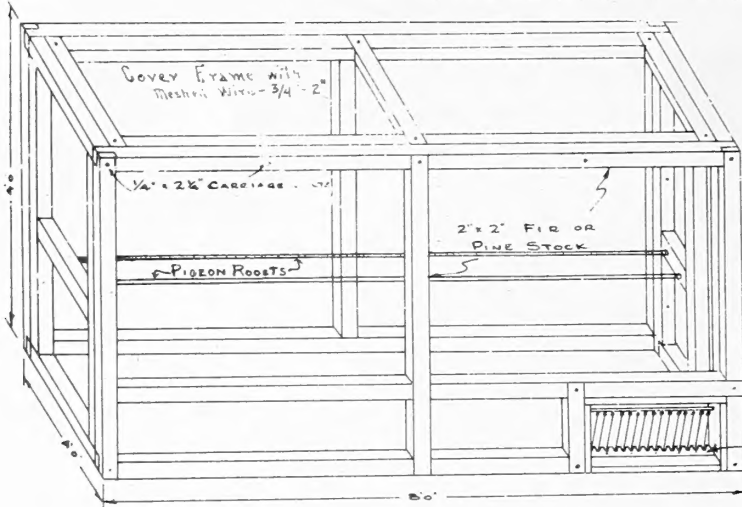 Cover Frame with
Meshed Wire - 3/4 - 2"
1/4" x 2 1/4" CARRIAGE
2" x 2" FIR OR
PINE STOCK
PIGEON ROOSTS
4'0"
4'0"
8'0"